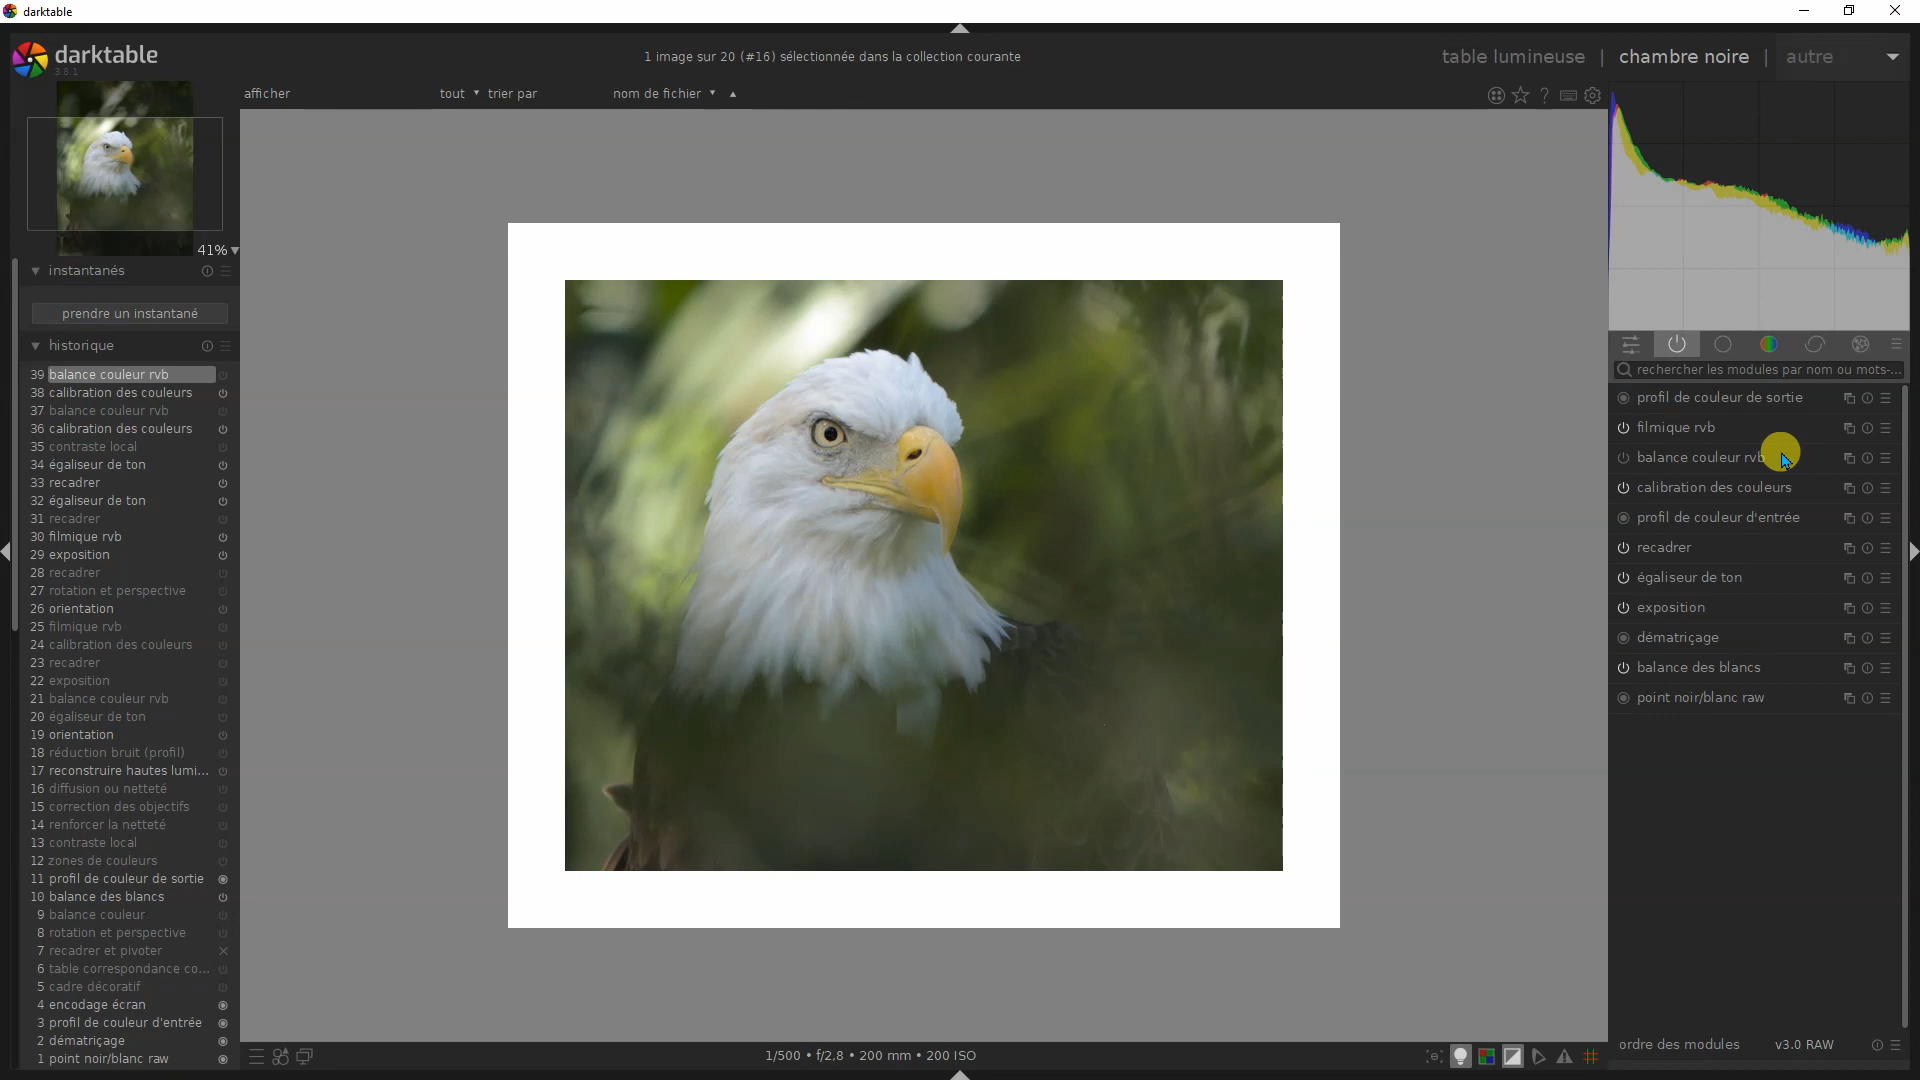 darktable
darktable
3.8.1
1 image sur 20 (#16) sélectionnée dans la collection courante
table lumineuse | chambre noire | autre
afficher tout trier par nom de fichier
41%
instantanés
prendre un instantané
historique
39 balance couleur rvb
38 calibration des couleurs
37 balance couleur rvb
36 calibration des couleurs
35 contraste local
34 égaliseur de ton
33 recadrer
32 égaliseur de ton
31 recadrer
30 filmique rvb
29 exposition
28 recadrer
27 rotation et perspective
26 orientation
25 filmique rvb
24 calibration des couleurs
23 recadrer
22 exposition
21 balance couleur rvb
20 égaliseur de ton
19 orientation
18 réduction bruit (profil)
17 reconstruire hautes lumi...
16 diffusion ou netteté
15 correction des objectifs
14 renforcer la netteté
13 contraste local
12 zones de couleurs
11 profil de couleur de sortie
10 balance des blancs
9 balance couleur
8 rotation et perspective
7 recadrer et pivoter
6 table correspondance co...
5 cadre décoratif
4 encodage écran
3 profil de couleur d'entrée
2 dématriçage
1 point noir/blanc raw
1/500 • f/2,8 • 200 mm • 200 ISO
rechercher les modules par nom ou mots-...
profil de couleur de sortie
filmique rvb
balance couleur rvb
calibration des couleurs
profil de couleur d'entrée
recadrer
égaliseur de ton
exposition
dématriçage
balance des blancs
point noir/blanc raw
ordre des modules v3.0 RAW